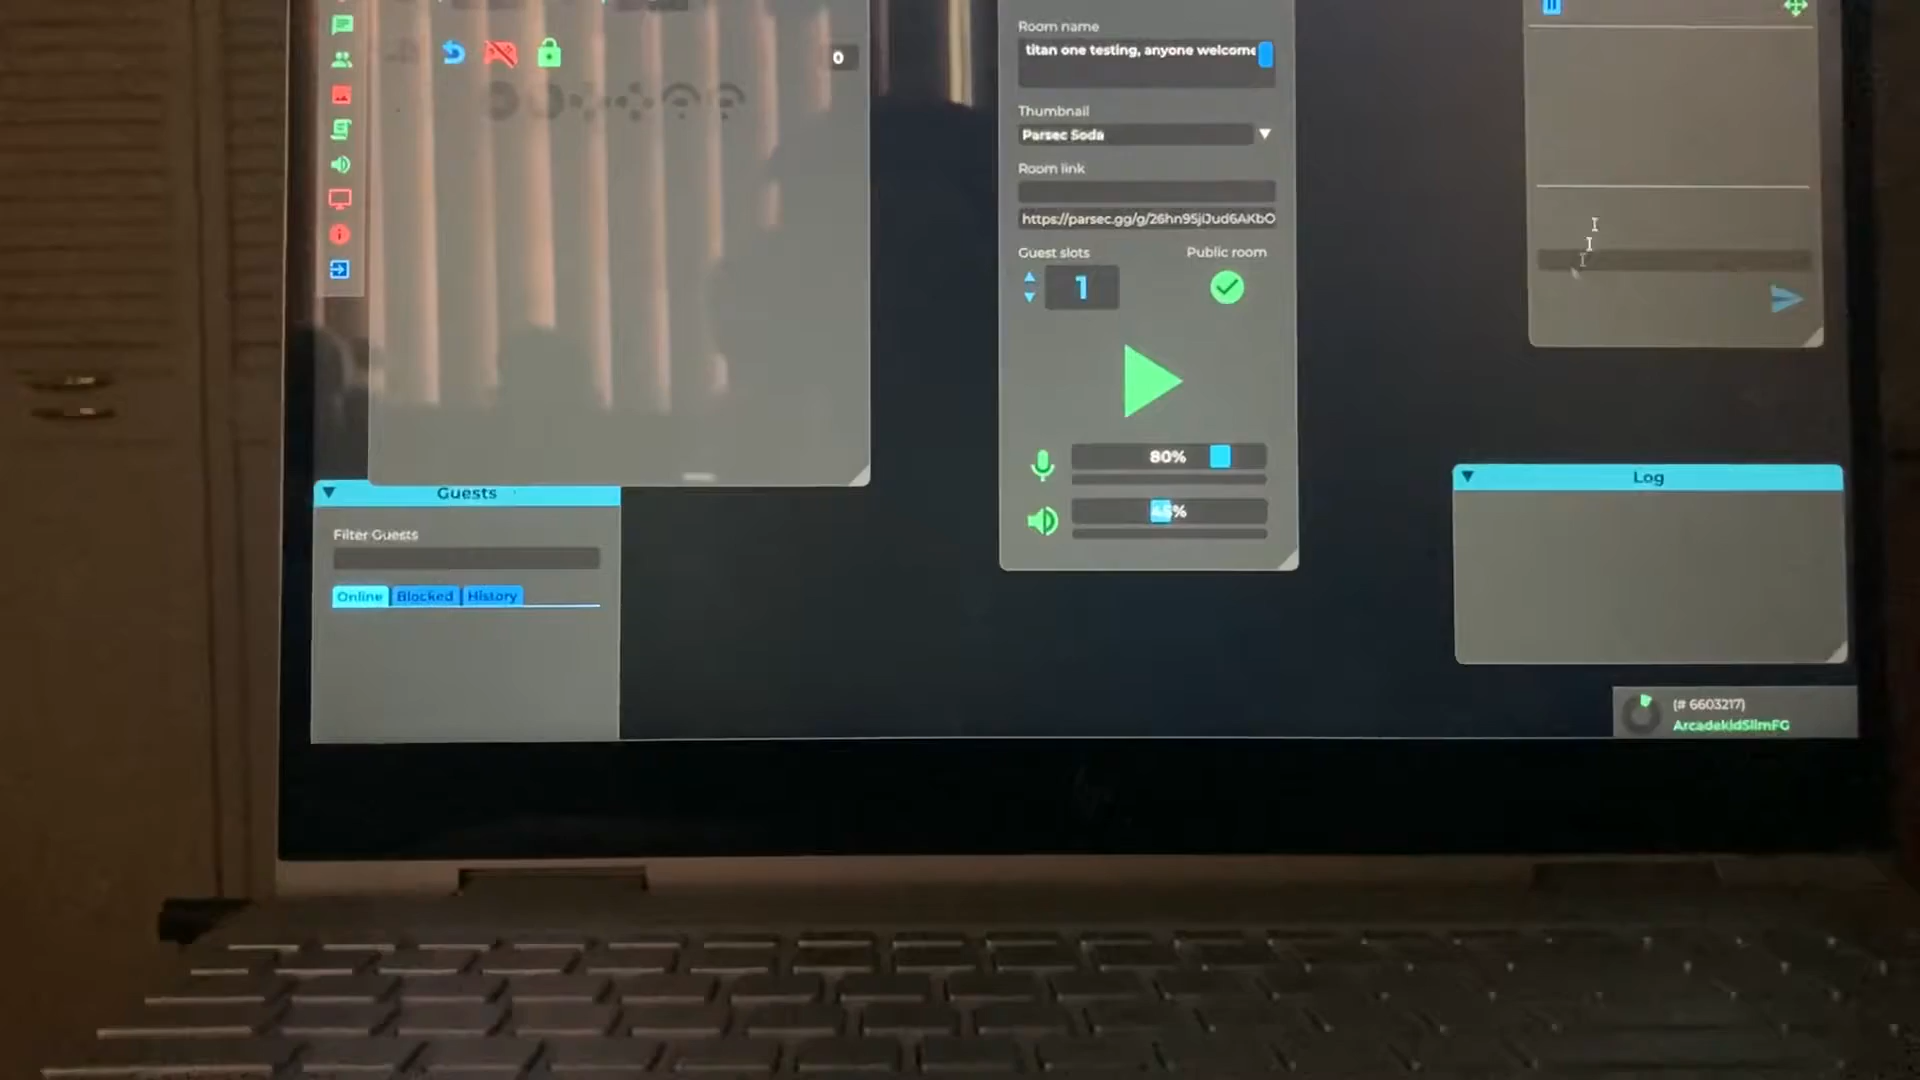 0
Room name
titan one testing, anyone welcome
Thumbnail
Parsec Soda
Room link
https://parsec.gg/g/26hn95jiJud6AKbO
Guest slots
Public room
1
80%
Guests
Filter Guests
Online
Blocked
History
Log
(# 6603217)
ArcadekidSlimFG